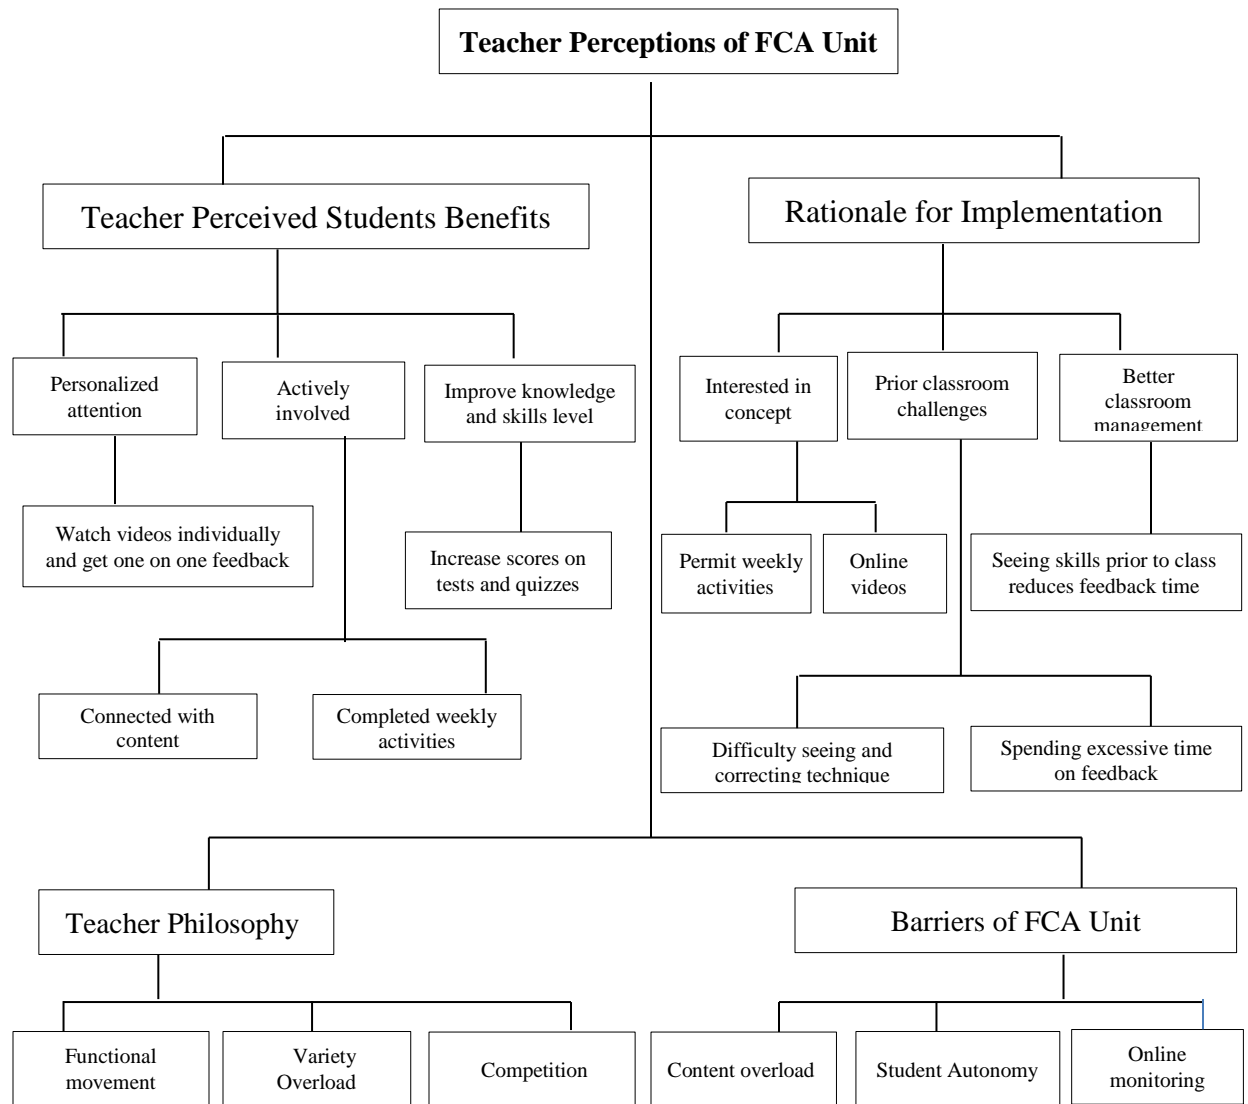 Teacher Perceptions of FCA Unit
Teacher Perceived Students Benefits
Rationale for Implementation
Personalized
attention
Actively
involved
Improve knowledge
and skills level
Interested in
concept
Prior classroom
challenges
Better
classroom
management
Watch videos individually
and get one on one feedback
Increase scores on
tests and quizzes
Permit weekly
activities
Online
videos
Seeing skills prior to class
reduces feedback time
Connected with
content
Completed weekly
activities
Difficulty seeing and
correcting technique
Spending excessive time
on feedback
Teacher Philosophy
Barriers of FCA Unit
Functional
movement
Variety
Overload
Competition
Content overload
Student Autonomy
Online
monitoring